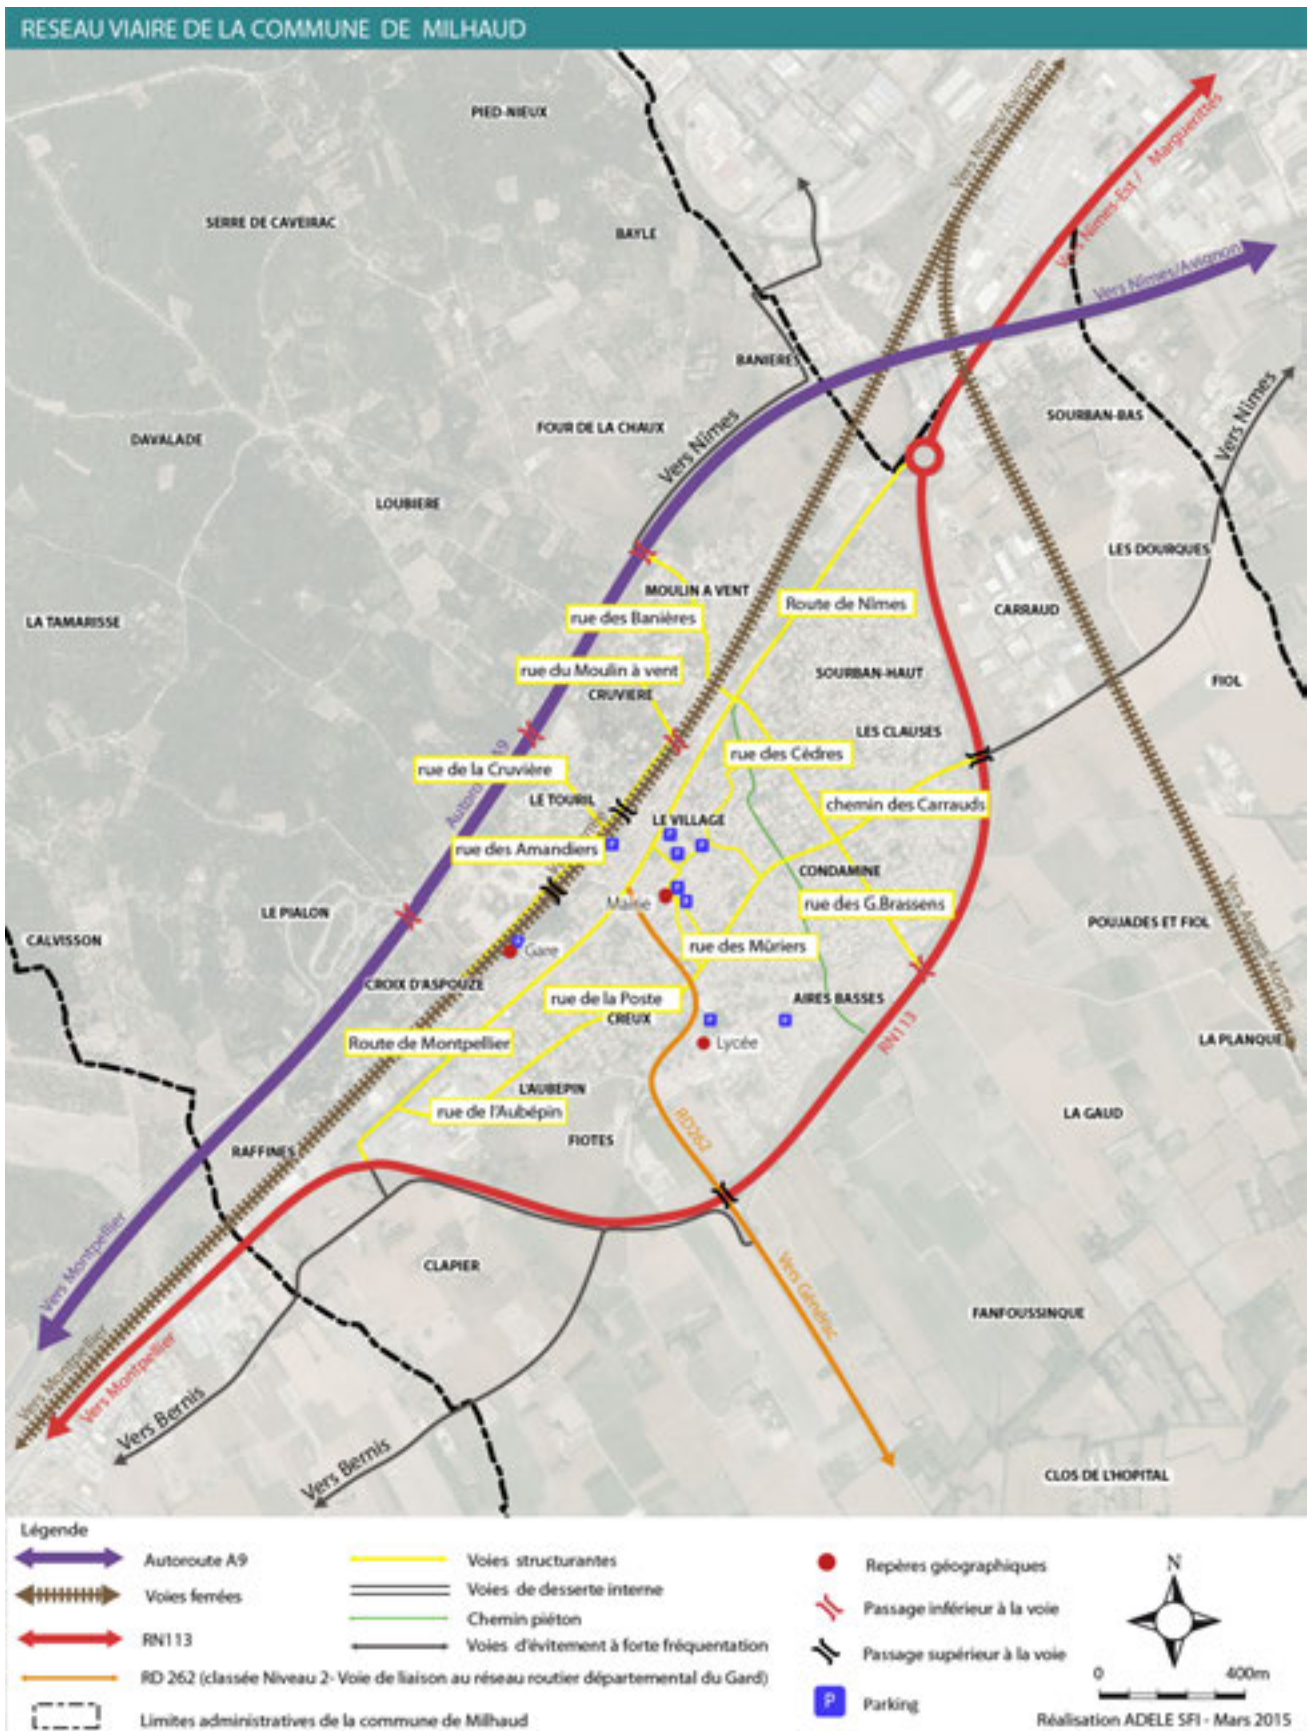 RESEAU VIAIRE DE LA COMMUNE DE MILHAUD
PIED-NIEUX
Vers Nîmes/Avignon
Vers Nîmes-Est / Marguerittes
SERRE DE CAVEIRAC
BAYLE
Vers Nîmes/Avignon
BANIERES
SOURBAN-BAS
Vers Nîmes
DAVALADE
FOUR DE LA CHAUX
Vers Nîmes
LOUBIERE
LES DOURQUES
MOULIN A VENT
Route de Nîmes
CARRAUD
LA TAMARISSE
rue des Banières
rue du Moulin à vent
SOURBAN-HAUT
FIOL
CRUVIERE
LES CLAUSES
rue des Cèdres
Autoroute A9
rue de la Cruvière
LE TOURIL
chemin des Carrauds
LE VILLAGE
P
P
P
P
rue des Amandiers
CONDAMINE
P
P
Mairie
rue des G.Brassens
LE PIALON
POUJADES ET FIOL
Vers Aigues-Mortes
CALVISSON
P
Gare
rue des Mûriers
CROIX D'ASPOUZE
rue de la Poste
AIRES BASSES
CREUX
P
P
RN113
Route de Montpellier
Lycée
LA PLANQUE
L'AUBEPIN
rue de l'Aubépin
RD262
LA GAUD
RAFFINES
FIOTES
Vers Montpellier
CLAPIER
Vers Générac
FANFOUSSINQUE
Vers Montpellier
Vers Montpellier
Vers Bernis
Vers Bernis
CLOS DE L'HOPITAL
Légende
Autoroute A9
Voies ferrées
RN113
RD 262 (classée Niveau 2- Voie de liaison au réseau routier départemental du Gard)
Limites administratives de la commune de Milhaud
Voies structurantes
Voies de desserte interne
Chemin piéton
Voies d'évitement à forte fréquentation
Repères géographiques
Passage inférieur à la voie
Passage supérieur à la voie
P
Parking
N
0 400m
Réalisation ADELE SFI - Mars 2015